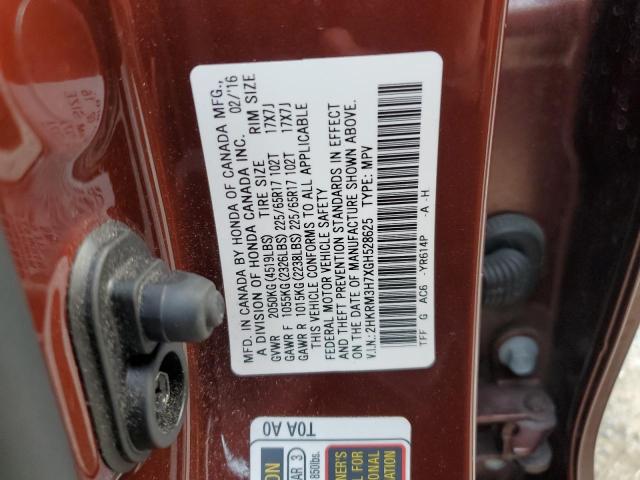 MFD. IN CANADA BY HONDA OF CANADA MFG.,
A DIVISION OF HONDA CANADA INC. 02/'16
GVWR 2050KG(4519LBS) TIRE SIZE RIM SIZE
GAWR F 1055KG(2326LBS) 225/65R17 102T 17X7J
GAWR R 1015KG(2238LBS) 225/65R17 102T 17X7J
THIS VEHICLE CONFORMS TO ALL APPLICABLE
FEDERAL MOTOR VEHICLE SAFETY
AND THEFT PREVENTION STANDARDS IN EFFECT
ON THE DATE OF MANUFACTURE SHOWN ABOVE.
V.I.N.: 2HKRM3H7XGH528625 TYPE: MPV
TFF G AC6 -YR614P -A -H
T0A A0
AR 3
850lbs.